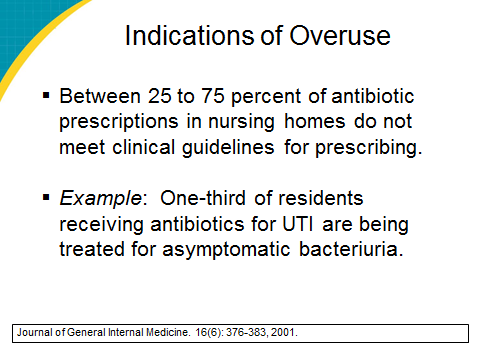 Indications of Overuse
▪ Between 25 to 75 percent of antibiotic
prescriptions in nursing homes do not
meet clinical guidelines for prescribing.
▪ Example:  One-third of residents
receiving antibiotics for UTI are being
treated for asymptomatic bacteriuria.
Journal of General Internal Medicine.  16(6): 376-383, 2001.